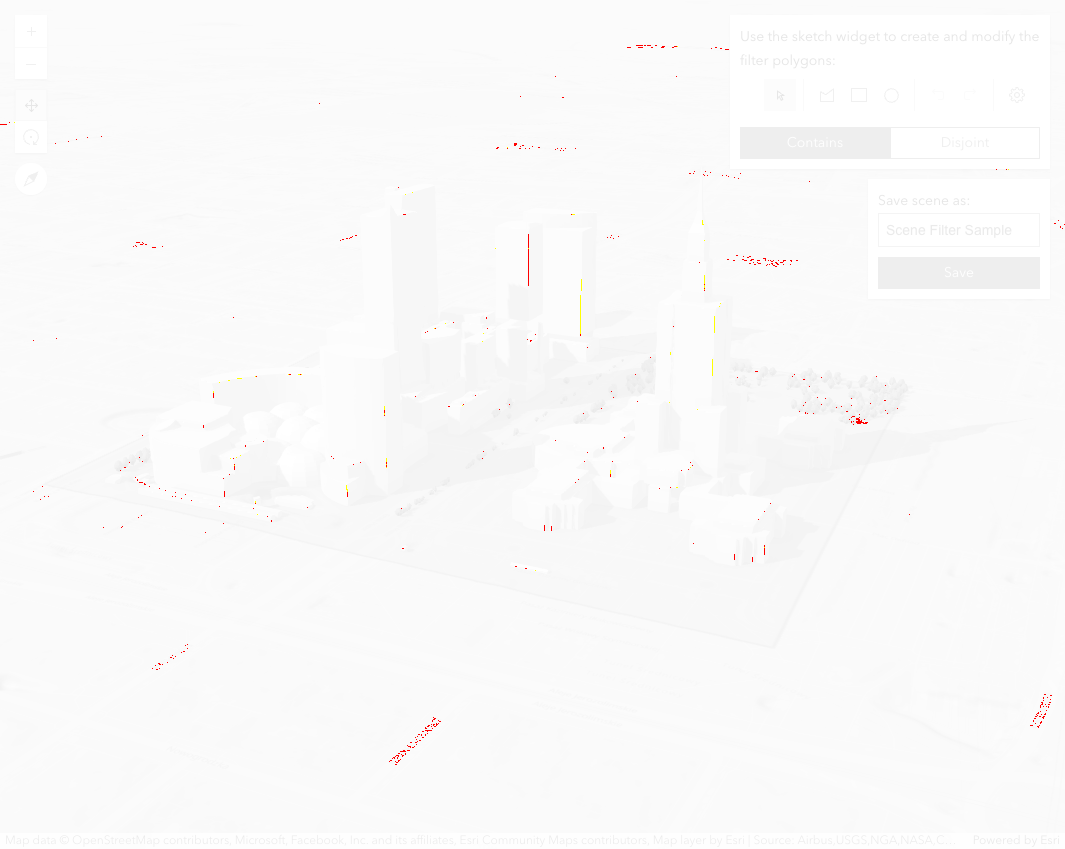 Use the sketch widget to create and modify the
filter polygons:
Contains
Disjoint
Save scene as:
Scene Filter Sample
Save
Map data © OpenStreetMap contributors, Microsoft, Facebook, Inc. and its affiliates, Esri Community Maps contributors, Map layer by Esri | Source: Airbus,USGS,NGA,NASA,C... Powered by Esri